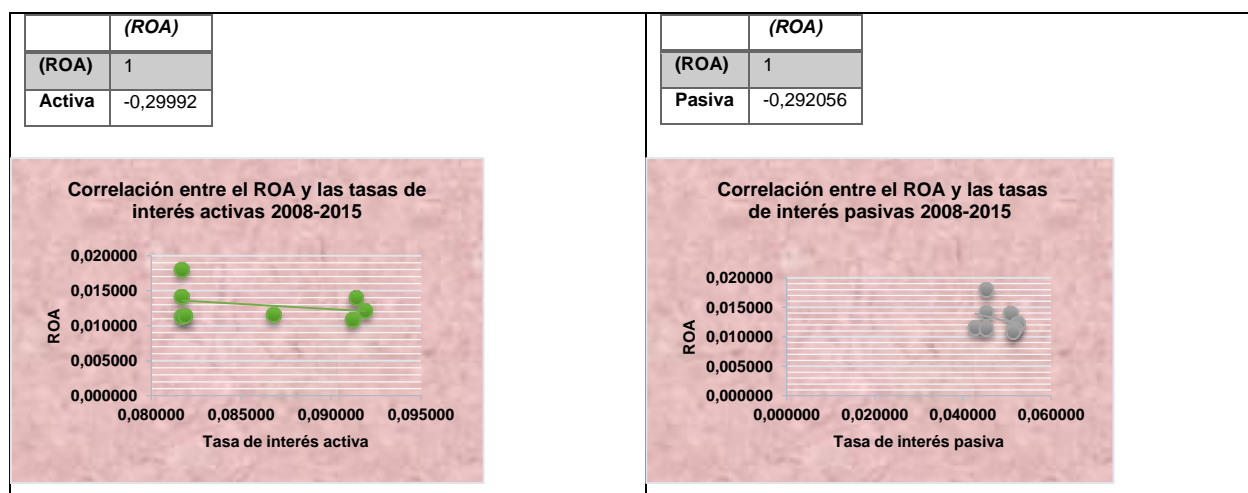 (ROA)
(ROA) 1
Activa -0,29992
Correlación entre el ROA y las tasas de
interés activas 2008-2015
0,020000
0,015000
0,010000
0,005000
0,000000
ROA
0,080000 0,085000 0,090000 0,095000
Tasa de interés activa
(ROA)
(ROA) 1
Pasiva -0,292056
Correlación entre el ROA y las tasas
de interés pasivas 2008-2015
0,020000
0,015000
0,010000
0,005000
0,000000
ROA
0,000000 0,020000 0,040000 0,060000
Tasa de interés pasiva